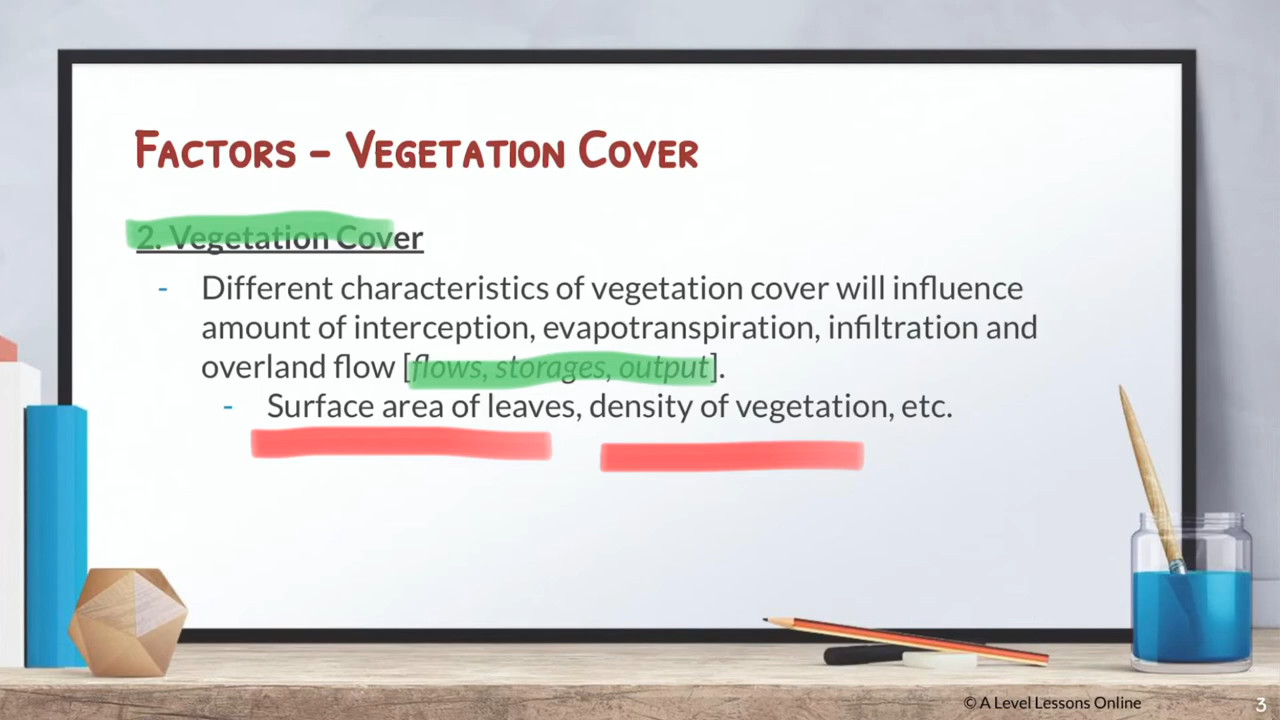 Factors – Vegetation Cover
2. Vegetation Cover
- Different characteristics of vegetation cover will influence
amount of interception, evapotranspiration, infiltration and
overland flow [flows, storages, output].
- Surface area of leaves, density of vegetation, etc.
© A Level Lessons Online
3